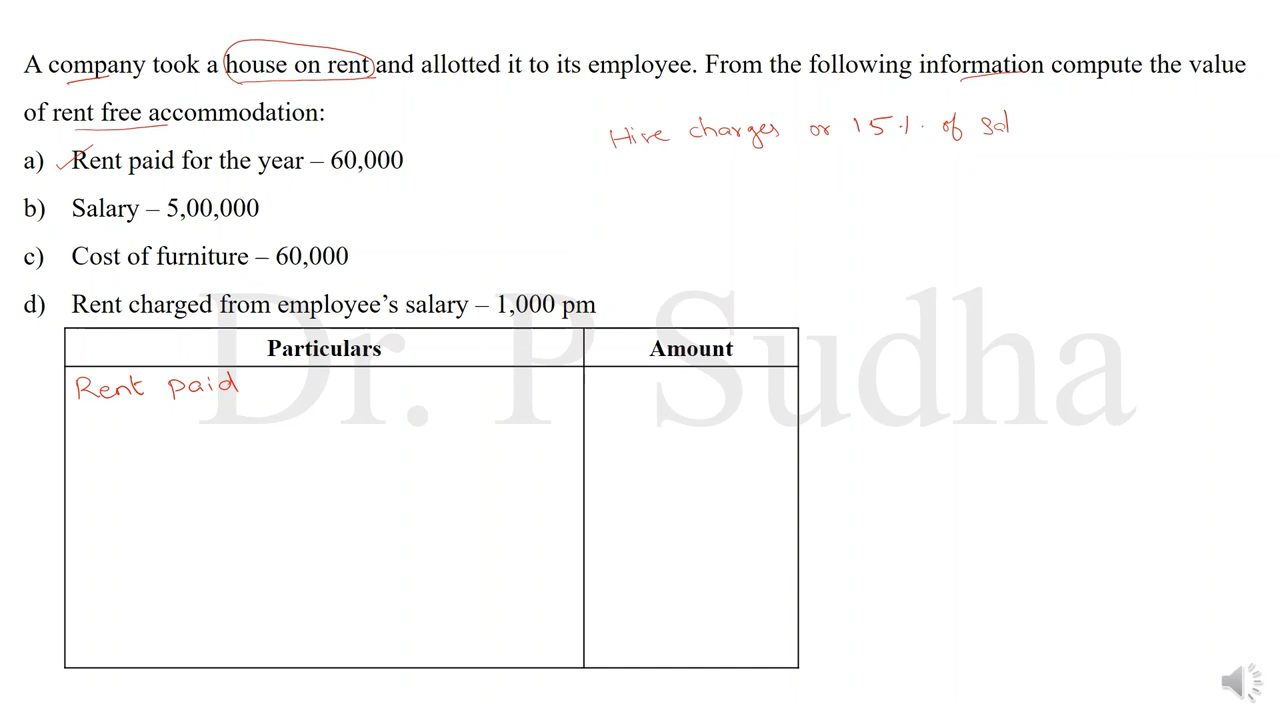 A company took a house on rent and allotted it to its employee. From the following information compute the value
of rent free accommodation:
Hire charges or 15% of Sal
a) Rent paid for the year – 60,000
b) Salary – 5,00,000
c) Cost of furniture – 60,000
d) Rent charged from employee’s salary – 1,000 pm
Particulars Amount
Rent paid
Dr. P Sudha